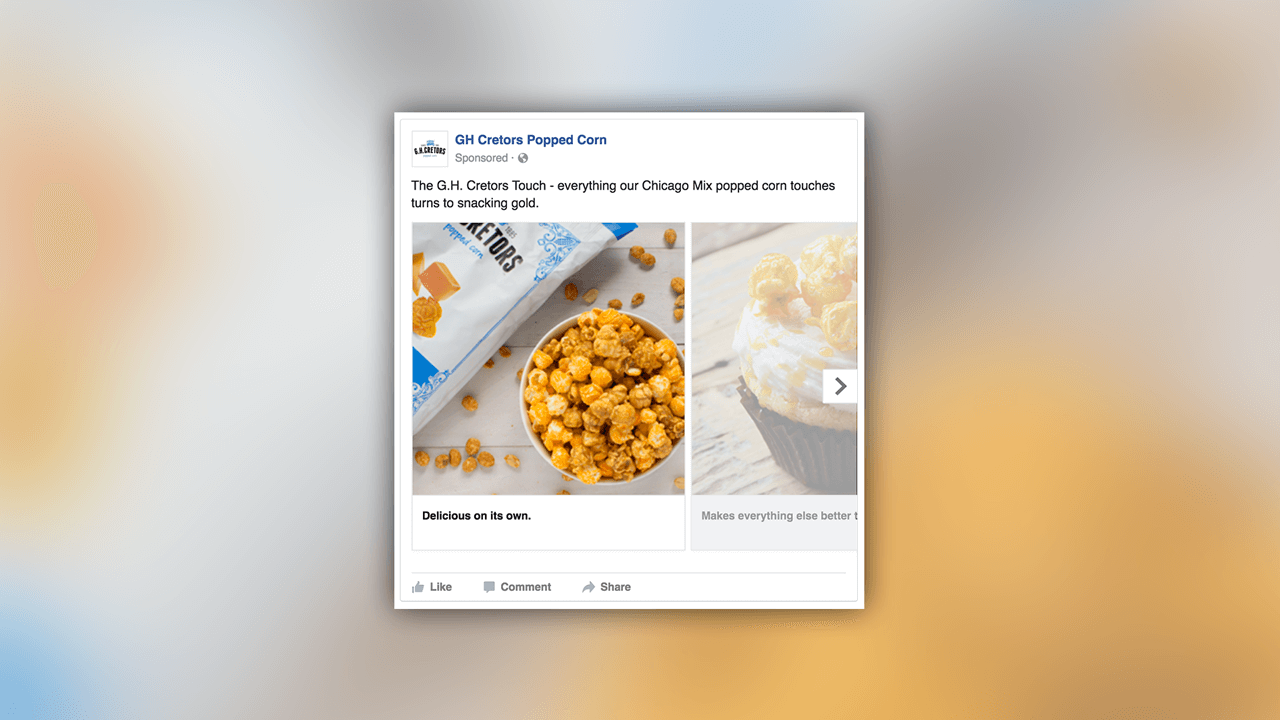 G.H.CRETORS
GH Cretors Popped Corn
Sponsored ·
The G.H. Cretors Touch - everything our Chicago Mix popped corn touches
turns to snacking gold.
CRETORS
popped corn
Delicious on its own.
Makes everything else better t
Like Comment Share